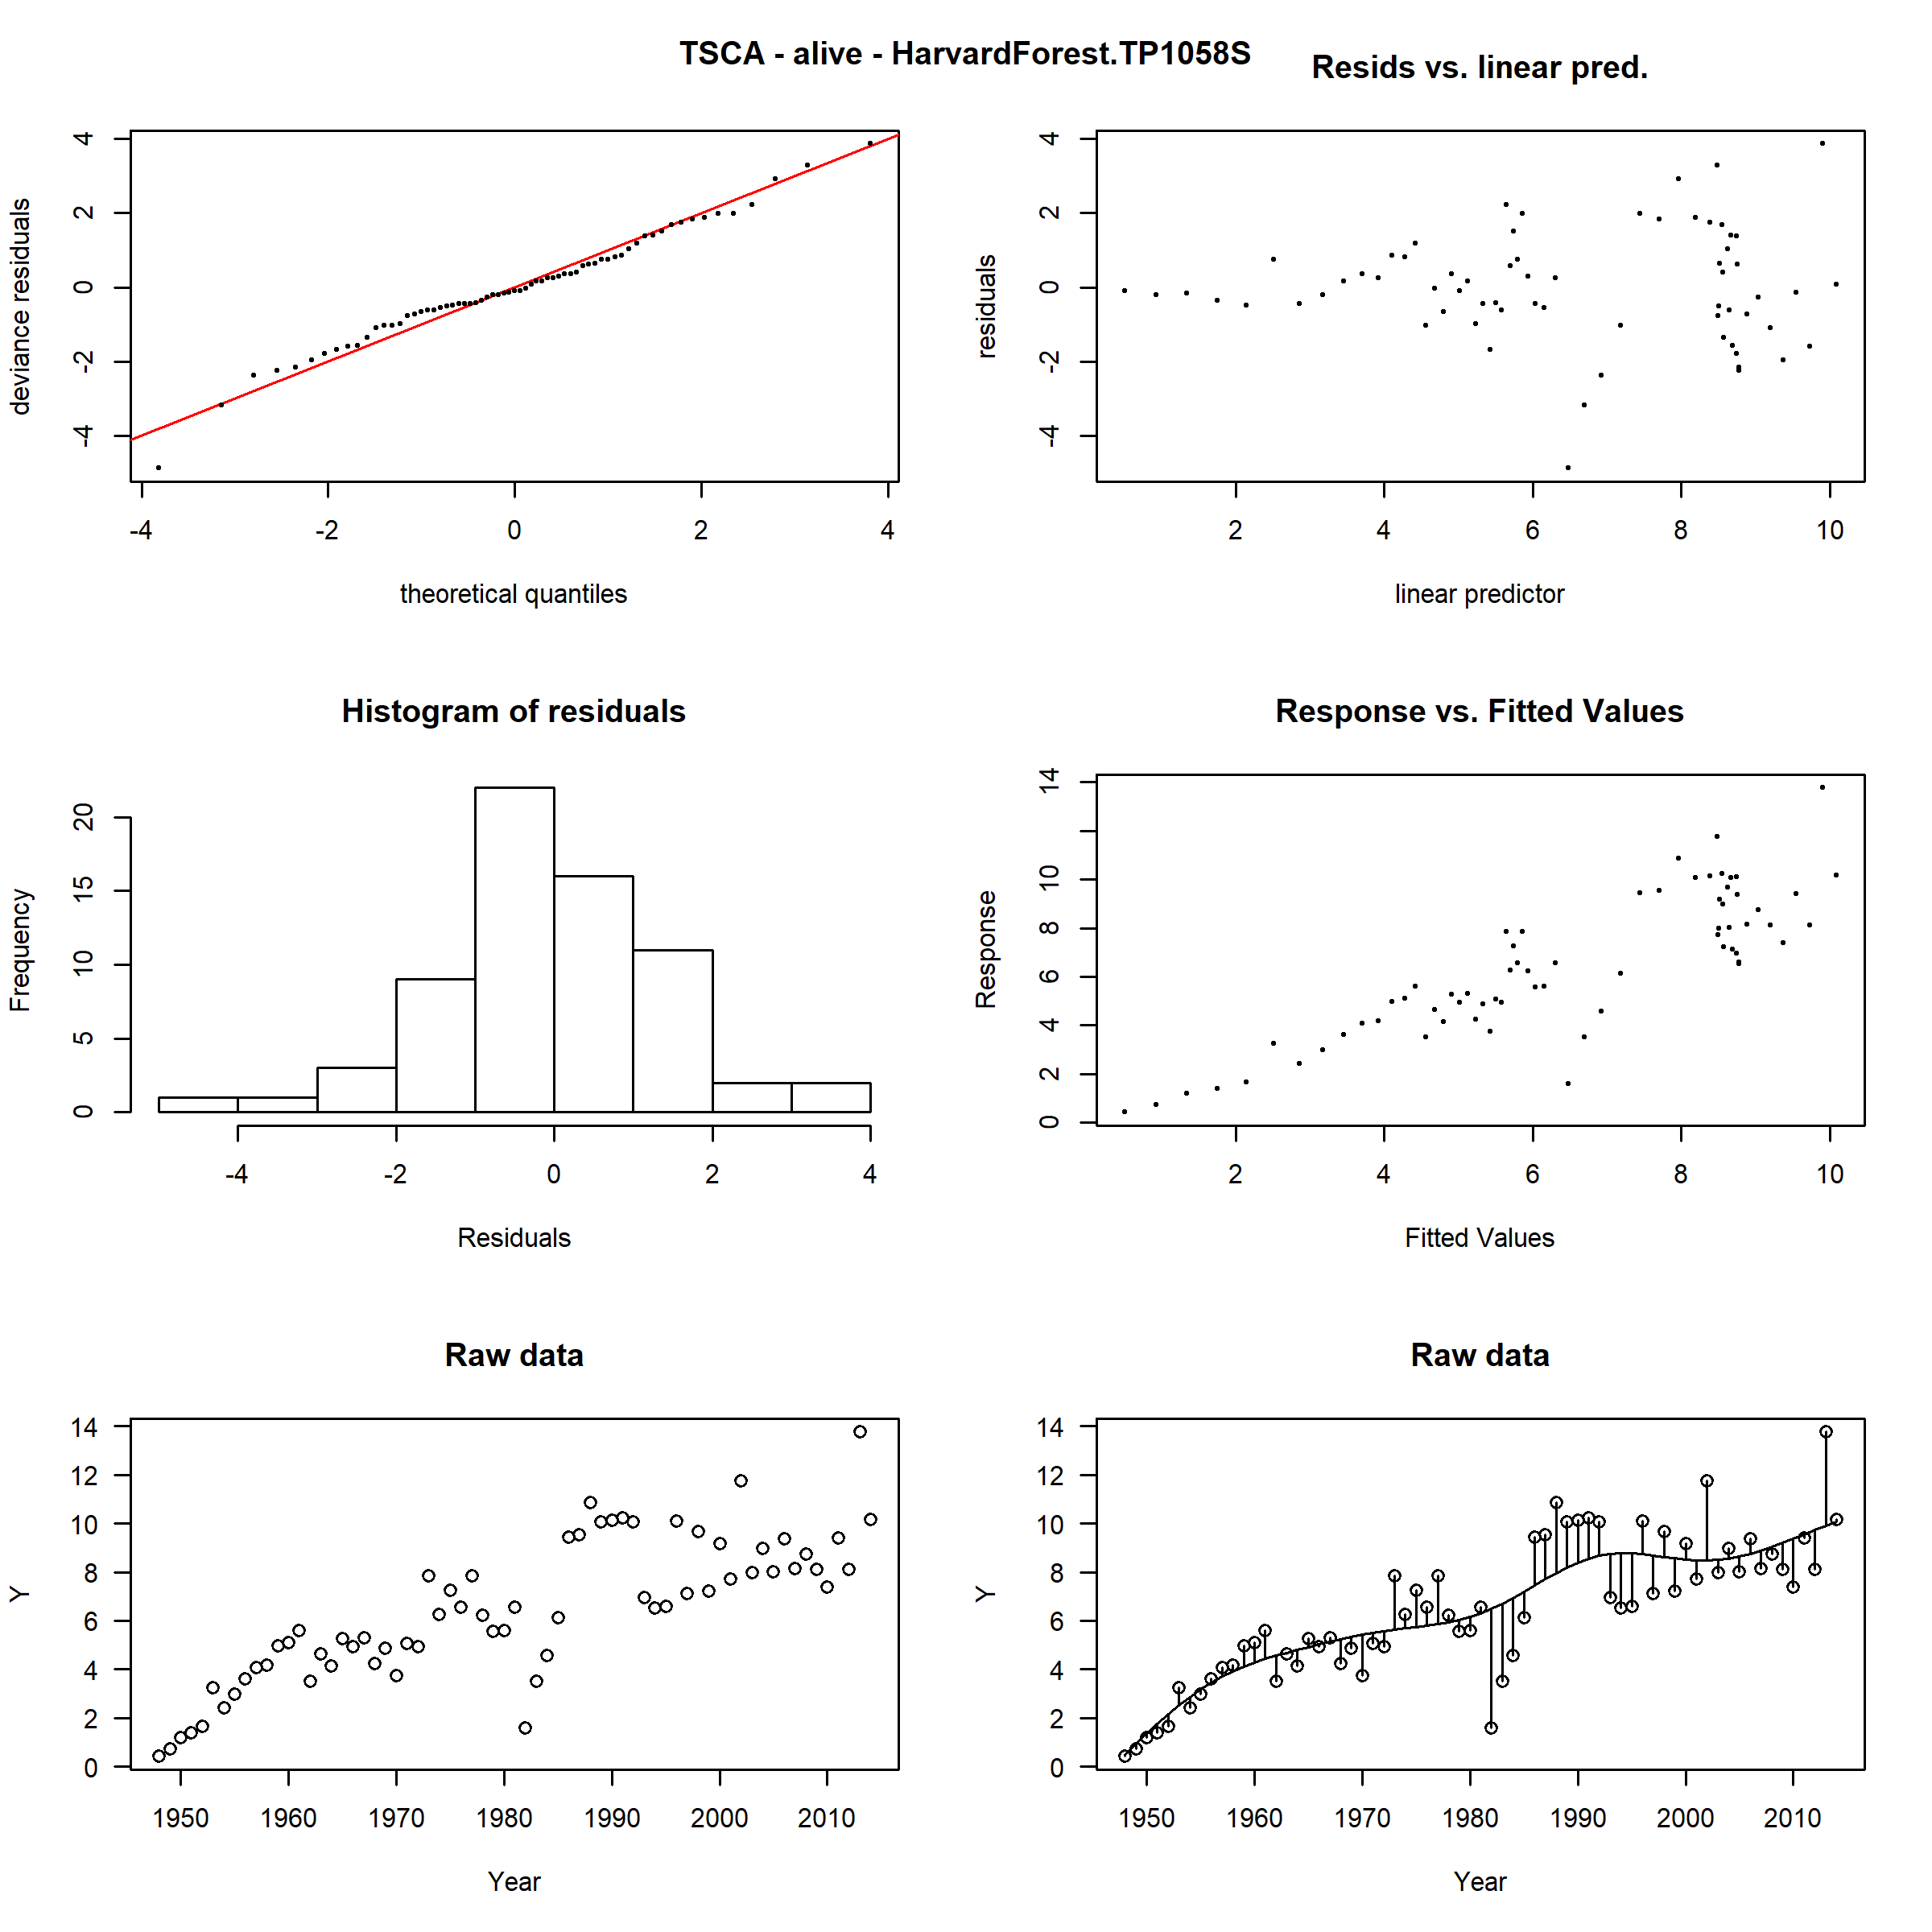 TSCA - alive - HarvardForest.TP1058S
Resids vs. linear pred.
deviance residuals
4
2
0
-2
-4
-4 -2 0 2 4
theoretical quantiles
residuals
4
2
0
-2
-4
2 4 6 8 10
linear predictor
Histogram of residuals
Frequency
20
15
10
5
0
-4 -2 0 2 4
Residuals
Response vs. Fitted Values
Response
14
10
8
6
4
2
0
2 4 6 8 10
Fitted Values
Raw data
Y
14
12
10
8
6
4
2
0
1950 1960 1970 1980 1990 2000 2010
Year
Raw data
Y
14
12
10
8
6
4
2
0
1950 1960 1970 1980 1990 2000 2010
Year